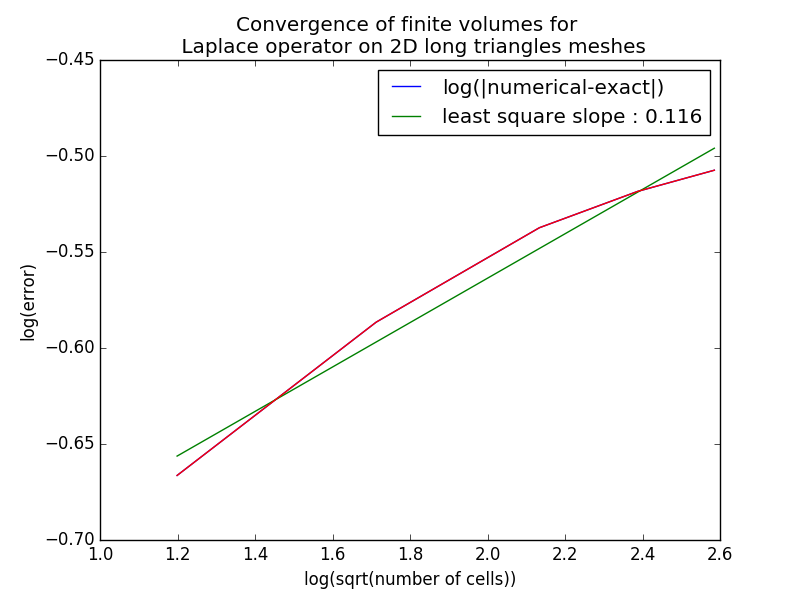 Convergence of finite volumes for
Laplace operator on 2D long triangles meshes
log(|numerical-exact|)
least square slope : 0.116
−0.45
−0.50
−0.55
−0.60
−0.65
−0.70
log(error)
1.0 1.2 1.4 1.6 1.8 2.0 2.2 2.4 2.6
log(sqrt(number of cells))